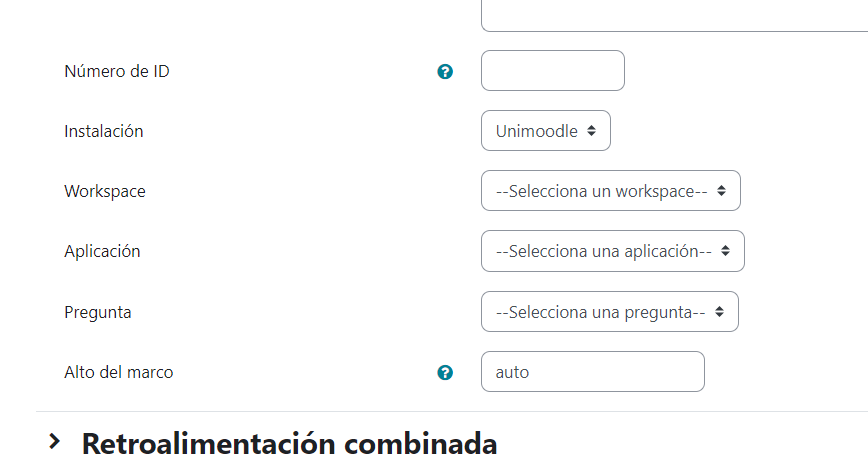 Número de ID
Instalación
Unimoodle
Workspace
--Selecciona un workspace--
Aplicación
--Selecciona una aplicación--
Pregunta
--Selecciona una pregunta--
Alto del marco
auto
Retroalimentación combinada